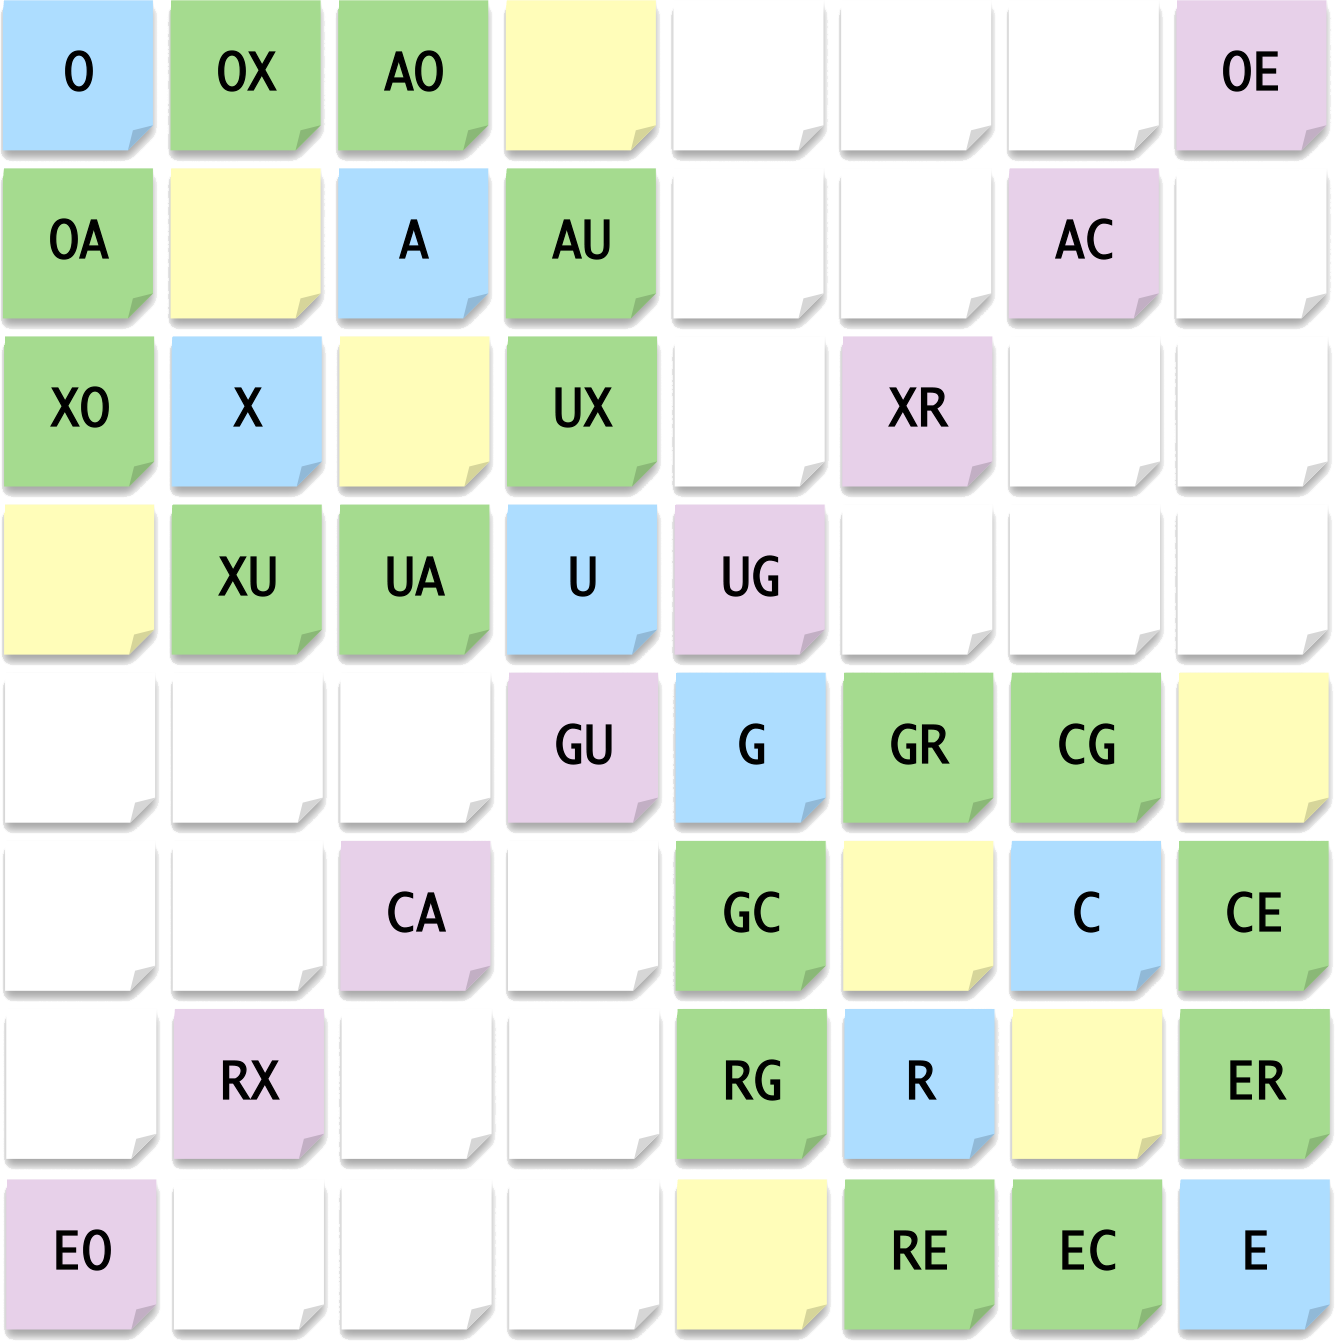 O OX AO OE
OA A AU AC
XO X UX XR
XU UA U UG
GU G GR CG
CA GC C CE
RX RG R ER
EO RE EC E